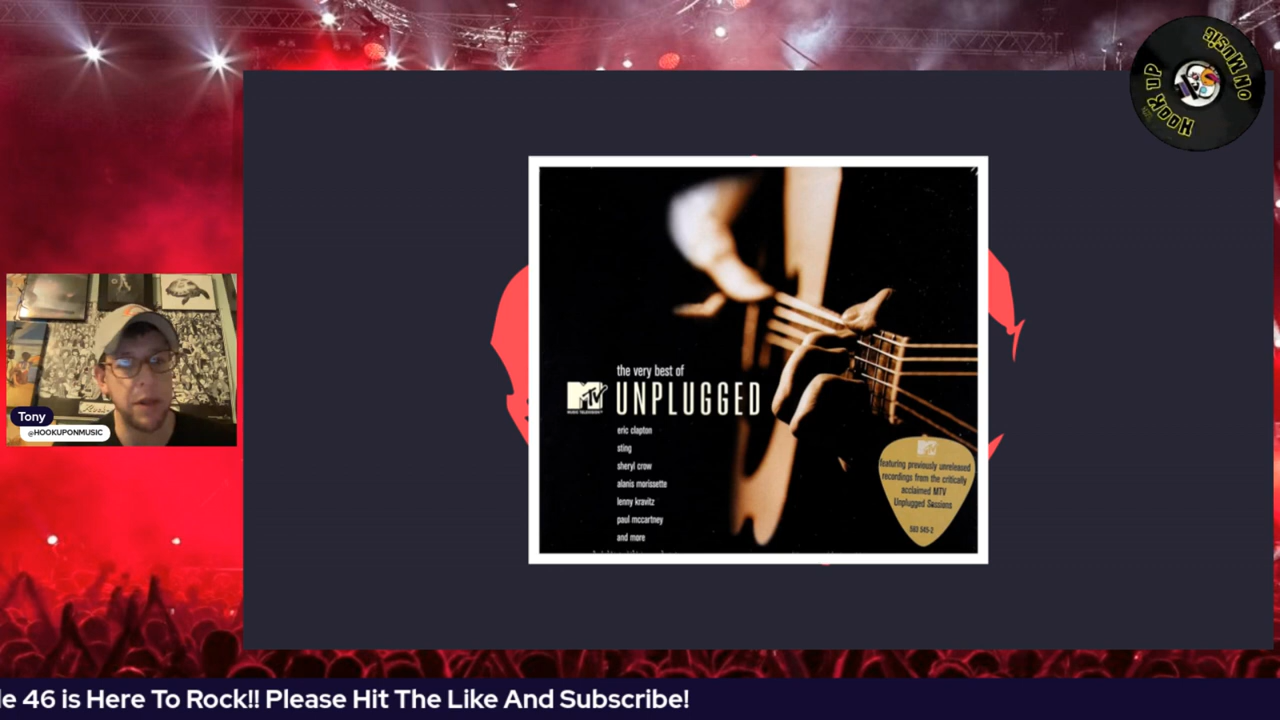 HOOK UP
ON MUSIC
the very best of
MTV
MUSIC TELEVISION
UNPLUGGED
eric clapton
sting
sheryl crow
alanis morissette
lenny kravitz
paul mccartney
and more
featuring previously unreleased
recordings from the critically
acclaimed MTV
Unplugged Sessions
Tony
@HOOKUPONMUSIC
le 46 is Here To Rock!! Please Hit The Like And Subscribe!